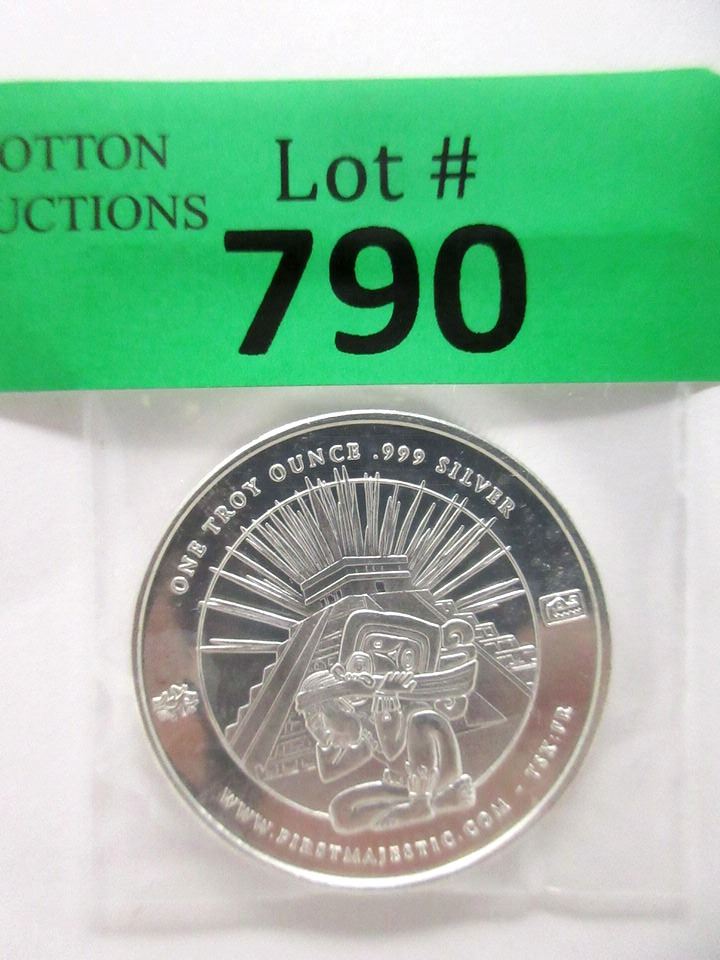 OTTON
UCTIONS
Lot #
790
ONE TROY OUNCE .999 SILVER
WWW.FIRSTMAJESTIC.COM - TSX:FR